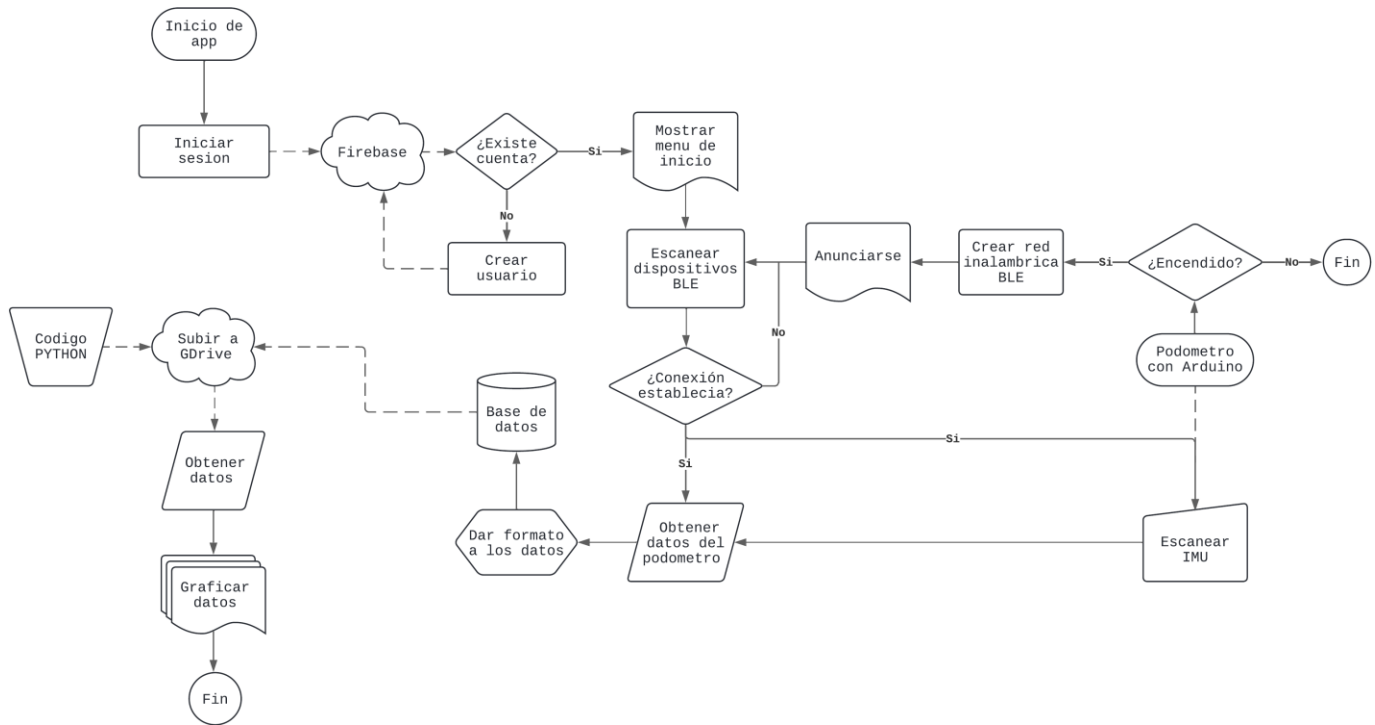 Inicio de
app
Iniciar
sesion
Firebase
¿Existe
cuenta?
Si
Mostrar
menu de
inicio
No
Crear
usuario
Escanear
dispositivos
BLE
Anunciarse
Crear red
inalambrica
BLE
Si
¿Encendido?
No
Fin
Codigo
PYTHON
Subir a
GDrive
No
Podometro
con Arduino
¿Conexión
establecia?
Base de
datos
Si
Si
Obtener
datos
Dar formato
a los datos
Obtener
datos del
podometro
Escanear
IMU
Graficar
datos
Fin